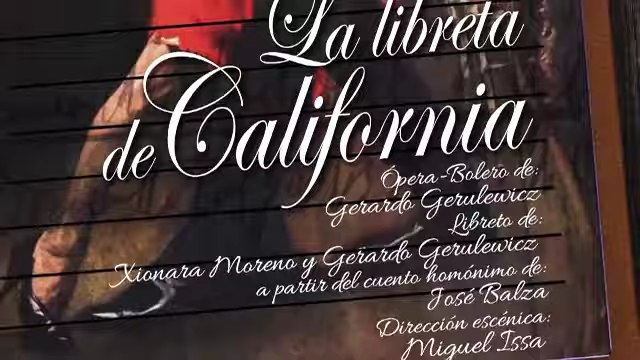 La libreta
de California
Ópera-Bolero de:
Gerardo Gerulewicz
Libreto de:
Xionara Moreno y Gerardo Gerulewicz
a partir del cuento homónimo de:
José Balza
Dirección escénica:
Miguel Issa